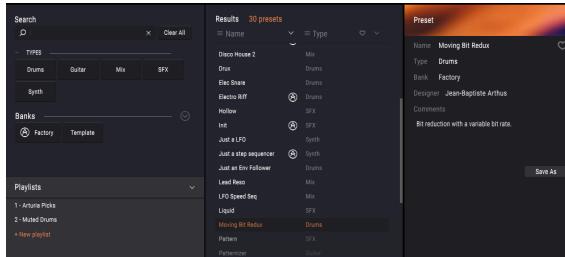 Search
Clear All
TYPES
Drums Guitar Mix SFX
Synth
Banks
Factory Template
Playlists
1 - Arturia Picks
2 - Muted Drums
+ New playlist
Results 30 presets
Name Type
Disco House 2 Mix
Drux Drums
Elec Snare Drums
Electro Riff Drums
Hollow SFX
Init SFX
Just a LFO Synth
Just a step sequencer Synth
Just an Env Follower Drums
Lead Reso Mix
LFO Speed Seq Mix
Liquid SFX
Moving Bit Redux Drums
Pattern SFX
Patternizer Guitar
Preset
Name Moving Bit Redux
Type Drums
Bank Factory
Designer Jean-Baptiste Arthus
Comments
Bit reduction with a variable bit rate.
Save As